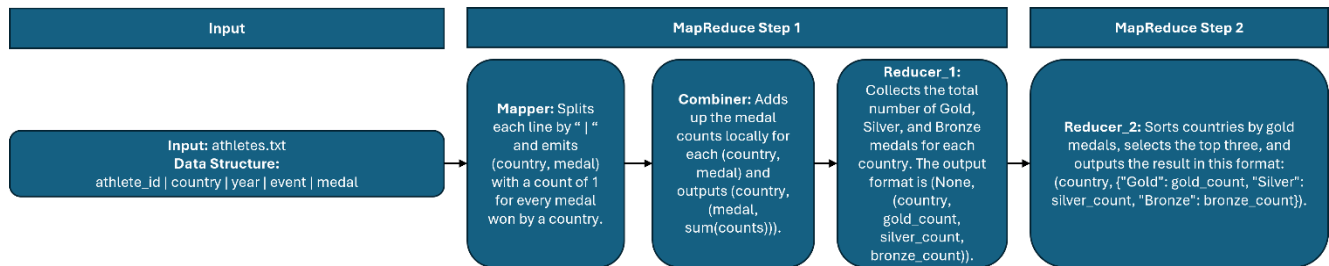 Input
MapReduce Step 1
MapReduce Step 2
Input: athletes.txt
Data Structure:
athlete_id | country | year | event | medal
Mapper: Splits
each line by “ | “
and emits
(country, medal)
with a count of 1
for every medal
won by a country.
Combiner: Adds
up the medal
counts locally for
each (country,
medal) and
outputs (country,
(medal,
sum(counts))).
Reducer_1:
Collects the total
number of Gold,
Silver, and Bronze
medals for each
country. The output
format is (None,
(country,
gold_count,
silver_count,
bronze_count)).
Reducer_2: Sorts countries by gold
medals, selects the top three, and
outputs the result in this format:
(country, {"Gold": gold_count, "Silver":
silver_count, "Bronze": bronze_count}).